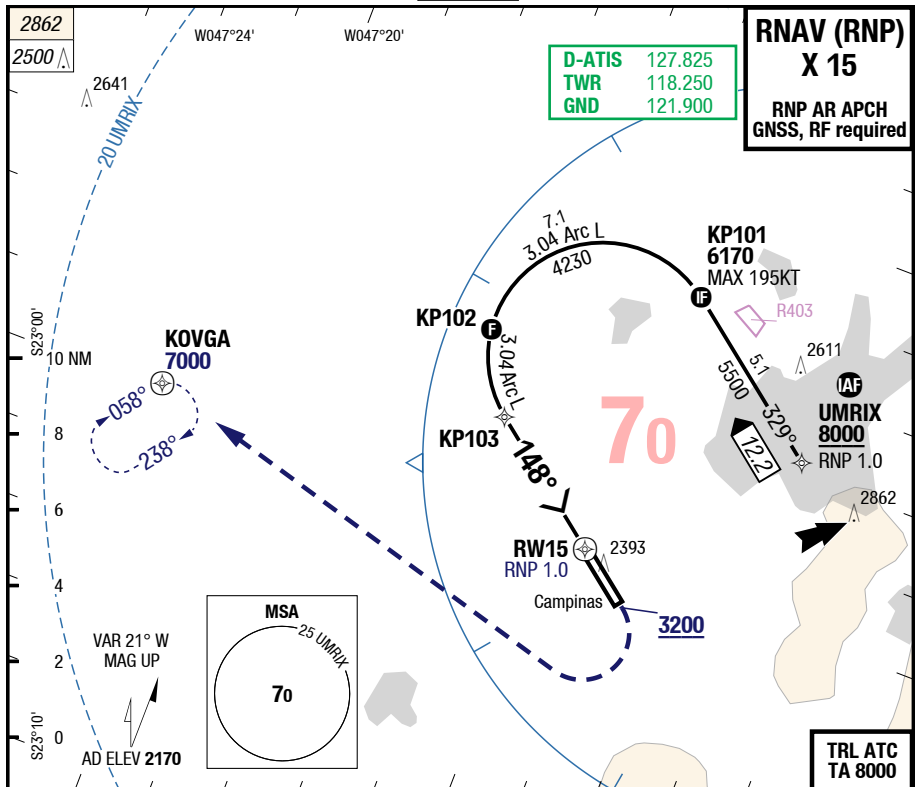 2862
2500
2641
W047°24'
W047°20'
20 UMRIX
D-ATIS 127.825
TWR 118.250
GND 121.900
RNAV (RNP)
X 15
RNP AR APCH
GNSS, RF required
7.1
3.04 Arc L
4230
KP101
6170
MAX 195KT
IF
R403
KP102
F
3.04 Arc L
KP103
148°
5.1
5500
329°
2611
IAF
UMRIX
8000
RNP 1.0
12.2
2862
70
S23°00'
10 NM
8
6
4
2
0
S23°10'
KOVGA
7000
058°
238°
RW15
RNP 1.0
2393
Campinas
3200
MSA
25 UMRIX
70
VAR 21° W
MAG UP
AD ELEV 2170
TRL ATC
TA 8000